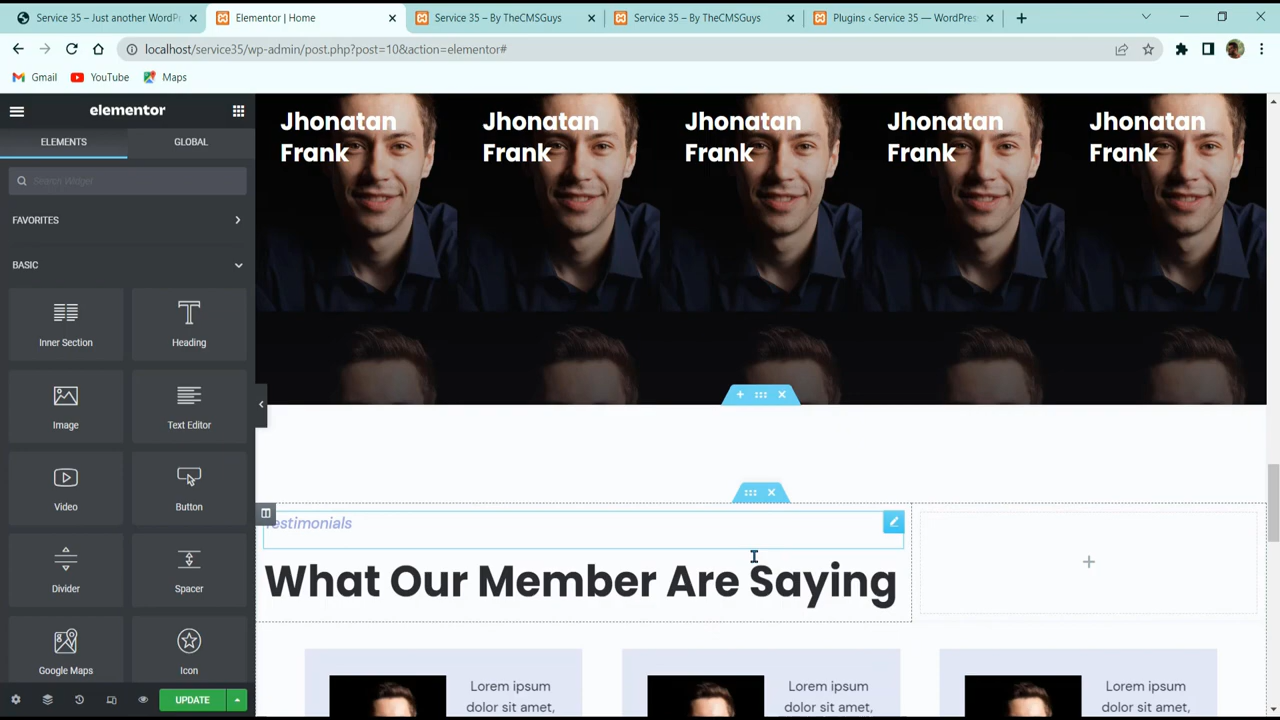 Service 35 – Just another WordPr
Elementor | Home
Service 35 – By TheCMSGuys
Service 35 – By TheCMSGuys
Plugins ‹ Service 35 — WordPres
localhost/service35/wp-admin/post.php?post=10&action=elementor#
Gmail
YouTube
Maps
elementor
ELEMENTS
GLOBAL
Search Widget
FAVORITES
BASIC
Inner Section
Heading
Image
Text Editor
Video
Button
Divider
Spacer
Google Maps
Icon
UPDATE
Jhonatan Jhonatan Jhonatan Jhonatan Jhonatan
Frank Frank Frank Frank Frank
Testimonials
What Our Member Are Saying
Lorem ipsum Lorem ipsum Lorem ipsum
dolor sit amet, dolor sit amet, dolor sit amet,